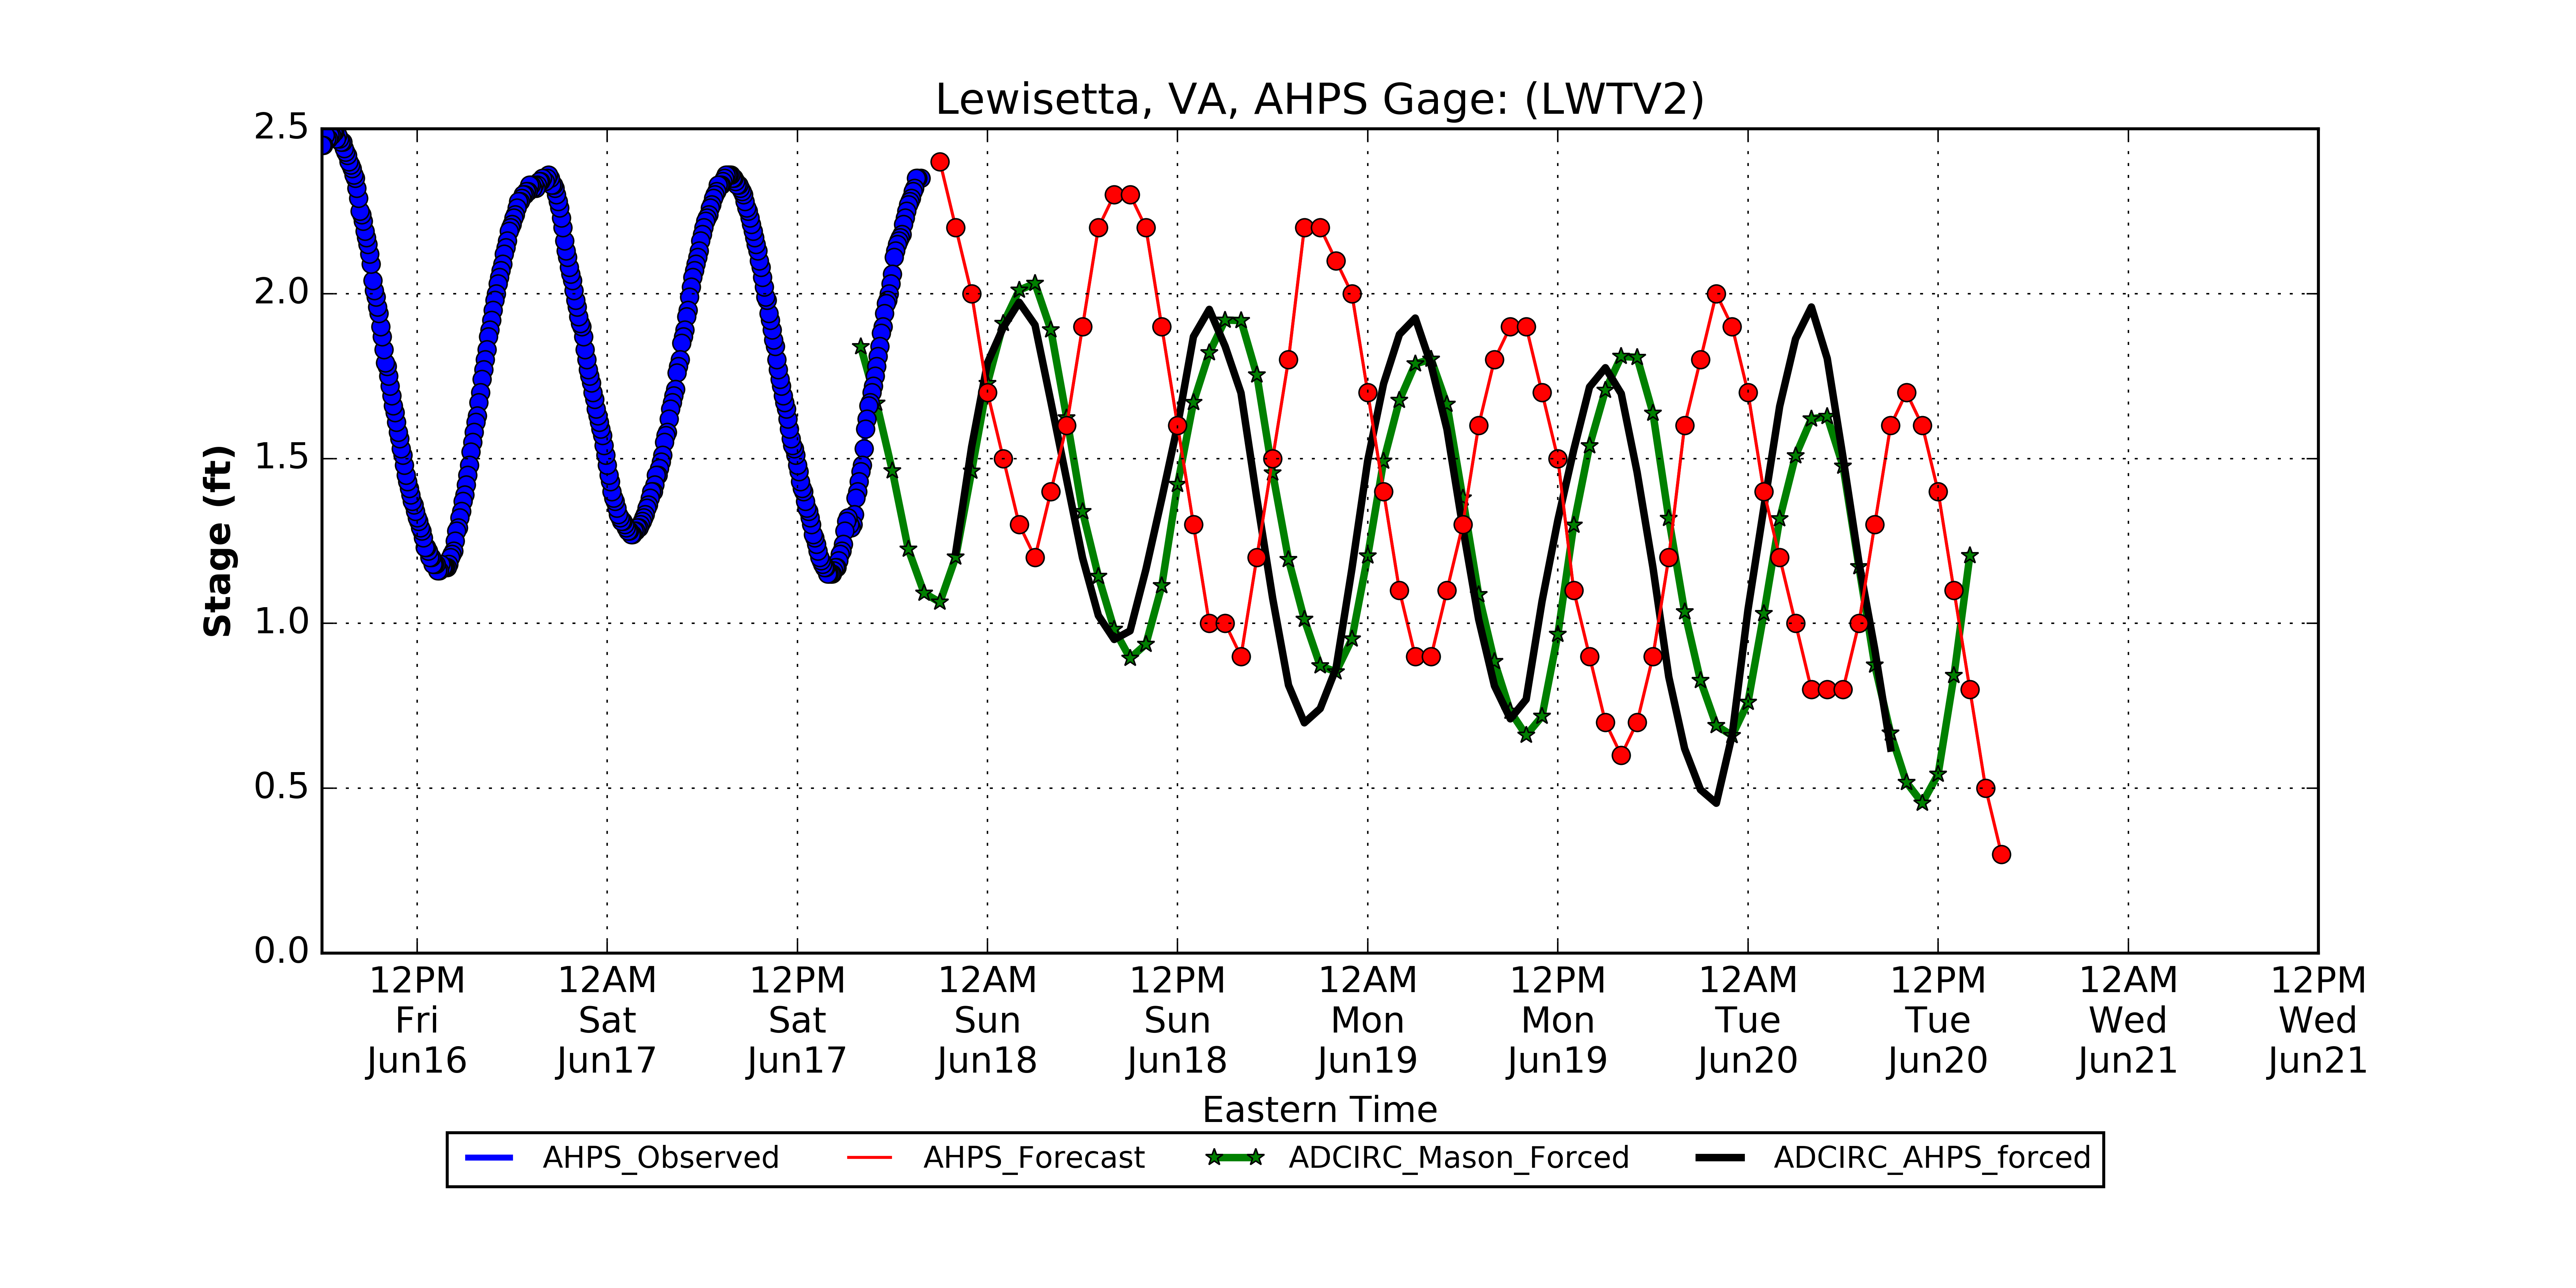 Lewisetta, VA, AHPS Gage: (LWTV2)
2.5
2.0
1.5
1.0
0.5
0.0
Stage (ft)
12PM 12AM 12PM 12AM 12PM 12AM 12PM 12AM 12PM 12AM 12PM
Fri Sat Sat Sun Sun Mon Mon Tue Tue Wed Wed
Jun16 Jun17 Jun17 Jun18 Jun18 Jun19 Jun19 Jun20 Jun20 Jun21 Jun21
Eastern Time
AHPS_Observed AHPS_Forecast ADCIRC_Mason_Forced ADCIRC_AHPS_forced